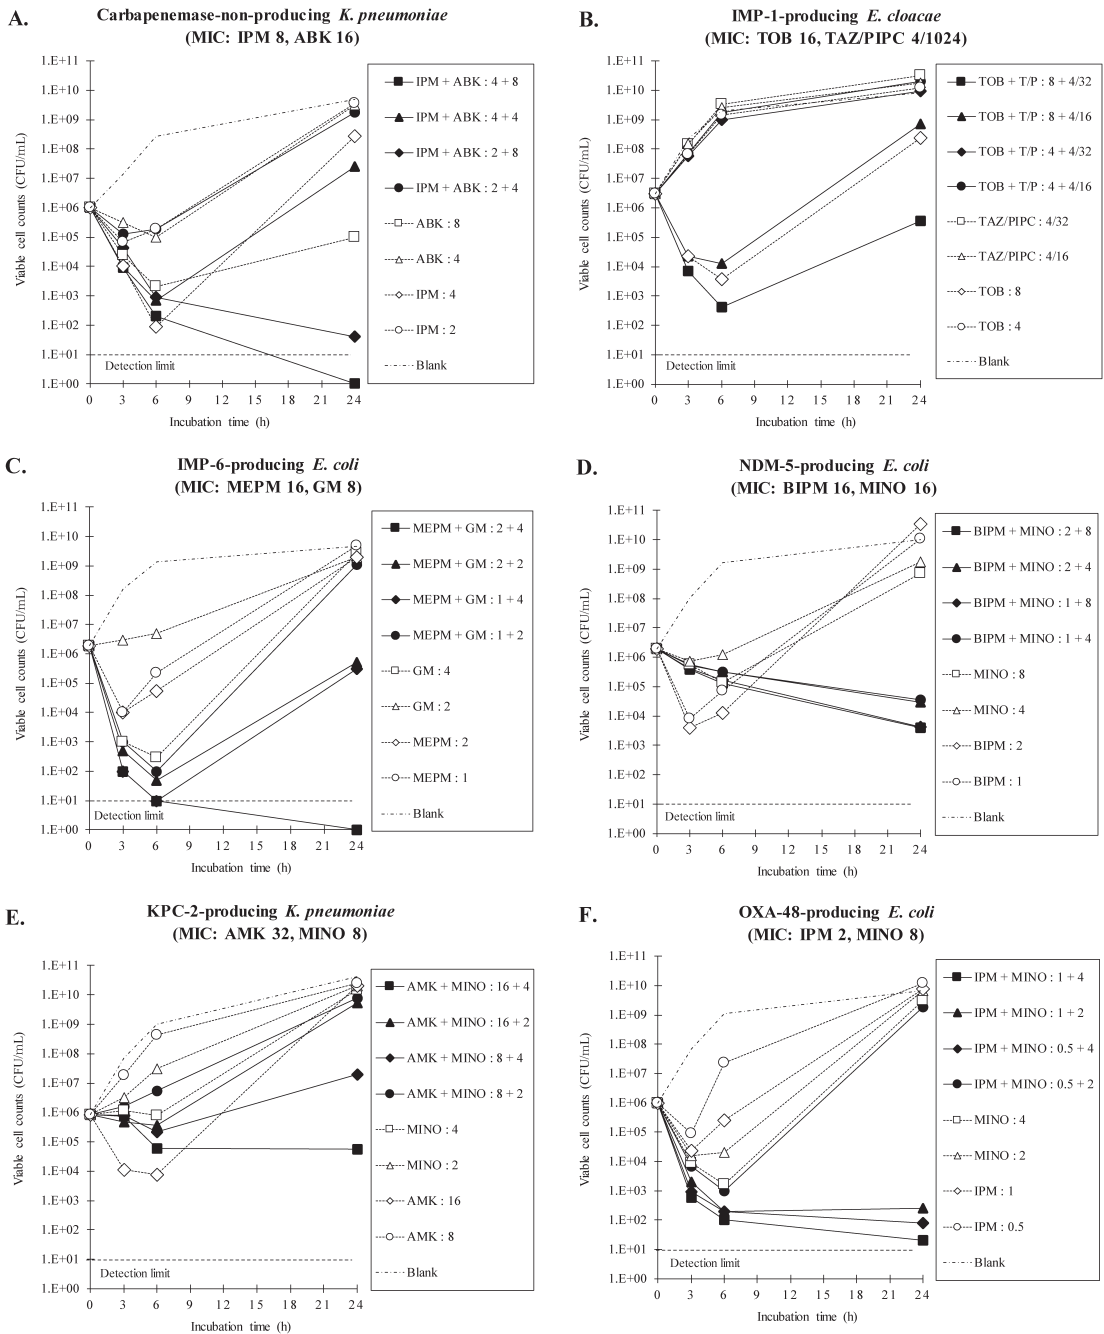 A.
Carbapenemase-non-producing K. pneumoniae
(MIC: IPM 8, ABK 16)
Viable cell counts (CFU/mL)
1.E+11
1.E+10
1.E+09
1.E+08
1.E+07
1.E+06
1.E+05
1.E+04
1.E+03
1.E+02
1.E+01
1.E+00
Detection limit
0 3 6 9 12 15 18 21 24
Incubation time (h)
IPM + ABK : 4 + 8
IPM + ABK : 4 + 4
IPM + ABK : 2 + 8
IPM + ABK : 2 + 4
ABK : 8
ABK : 4
IPM : 4
IPM : 2
Blank
B.
IMP-1-producing E. cloacae
(MIC: TOB 16, TAZ/PIPC 4/1024)
Viable cell counts (CFU/mL)
1.E+11
1.E+10
1.E+09
1.E+08
1.E+07
1.E+06
1.E+05
1.E+04
1.E+03
1.E+02
1.E+01
1.E+00
Detection limit
0 3 6 9 12 15 18 21 24
Incubation time (h)
TOB + T/P : 8 + 4/32
TOB + T/P : 8 + 4/16
TOB + T/P : 4 + 4/32
TOB + T/P : 4 + 4/16
TAZ/PIPC : 4/32
TAZ/PIPC : 4/16
TOB : 8
TOB : 4
Blank
C.
IMP-6-producing E. coli
(MIC: MEPM 16, GM 8)
Viable cell counts (CFU/mL)
1.E+11
1.E+10
1.E+09
1.E+08
1.E+07
1.E+06
1.E+05
1.E+04
1.E+03
1.E+02
1.E+01
1.E+00
Detection limit
0 3 6 9 12 15 18 21 24
Incubation time (h)
MEPM + GM : 2 + 4
MEPM + GM : 2 + 2
MEPM + GM : 1 + 4
MEPM + GM : 1 + 2
GM : 4
GM : 2
MEPM : 2
MEPM : 1
Blank
D.
NDM-5-producing E. coli
(MIC: BIPM 16, MINO 16)
Viable cell counts (CFU/mL)
1.E+11
1.E+10
1.E+09
1.E+08
1.E+07
1.E+06
1.E+05
1.E+04
1.E+03
1.E+02
1.E+01
1.E+00
Detection limit
0 3 6 9 12 15 18 21 24
Incubation time (h)
BIPM + MINO : 2 + 8
BIPM + MINO : 2 + 4
BIPM + MINO : 1 + 8
BIPM + MINO : 1 + 4
MINO : 8
MINO : 4
BIPM : 2
BIPM : 1
Blank
E.
KPC-2-producing K. pneumoniae
(MIC: AMK 32, MINO 8)
Viable cell counts (CFU/mL)
1.E+11
1.E+10
1.E+09
1.E+08
1.E+07
1.E+06
1.E+05
1.E+04
1.E+03
1.E+02
1.E+01
1.E+00
Detection limit
0 3 6 9 12 15 18 21 24
Incubation time (h)
AMK + MINO : 16 + 4
AMK + MINO : 16 + 2
AMK + MINO : 8 + 4
AMK + MINO : 8 + 2
MINO : 4
MINO : 2
AMK : 16
AMK : 8
Blank
F.
OXA-48-producing E. coli
(MIC: IPM 2, MINO 8)
Viable cell counts (CFU/mL)
1.E+11
1.E+10
1.E+09
1.E+08
1.E+07
1.E+06
1.E+05
1.E+04
1.E+03
1.E+02
1.E+01
1.E+00
Detection limit
0 3 6 9 12 15 18 21 24
Incubation time (h)
IPM + MINO : 1 + 4
IPM + MINO : 1 + 2
IPM + MINO : 0.5 + 4
IPM + MINO : 0.5 + 2
MINO : 4
MINO : 2
IPM : 1
IPM : 0.5
Blank